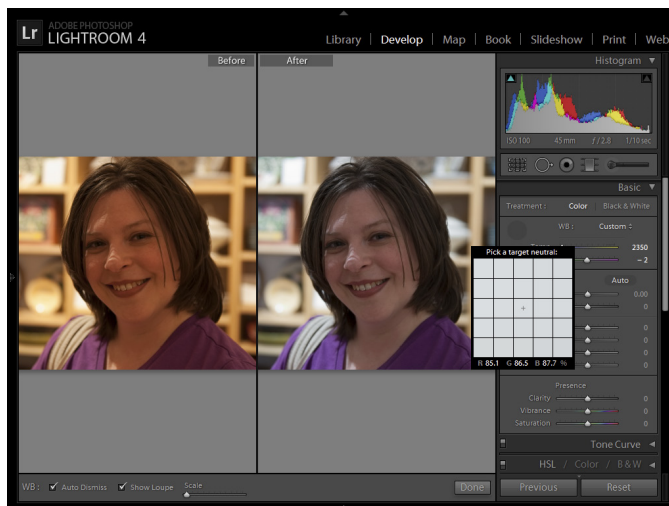 Lr ADOBE PHOTOSHOP
LIGHTROOM 4
Library | Develop | Map | Book | Slideshow | Print | Web
Before After
Histogram
ISO 100 45 mm ƒ / 2.8 1/10 sec
Basic
Treatment : Color Black & White
WB : Custom
2350
Pick a target neutral:
– 2
Auto
0.00
0
0
0
0
0
R 85.1 G 86.5 B 87.7 %
Presence
Clarity 0
Vibrance 0
Saturation 0
Tone Curve
HSL / Color / B & W
WB : Auto Dismiss Show Loupe Scale Done Previous Reset